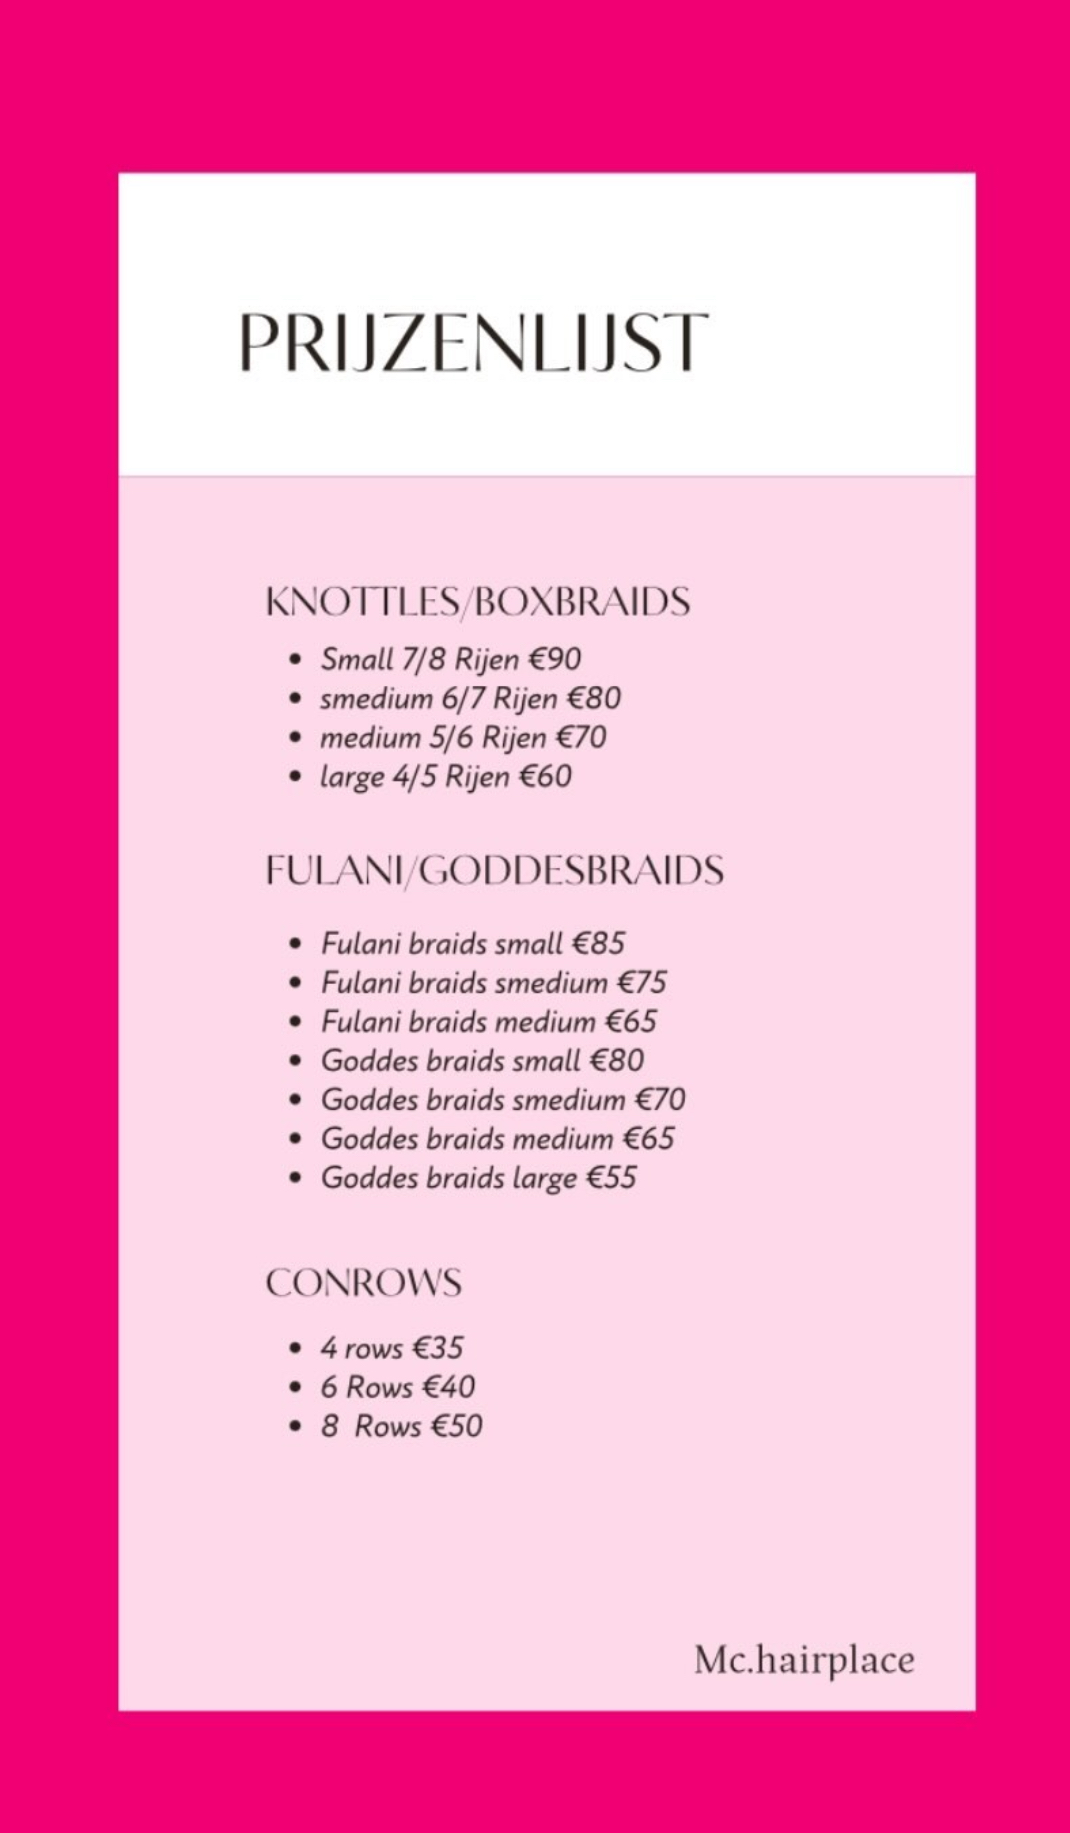 PRIJZENLIJST
KNOTTLES/BOXBRAIDS
• Small 7/8 Rijen €90
• smedium 6/7 Rijen €80
• medium 5/6 Rijen €70
• large 4/5 Rijen €60
FULANI/GODDESBRAIDS
• Fulani braids small €85
• Fulani braids smedium €75
• Fulani braids medium €65
• Goddes braids small €80
• Goddes braids smedium €70
• Goddes braids medium €65
• Goddes braids large €55
CONROWS
• 4 rows €35
• 6 Rows €40
• 8  Rows €50
Mc.hairplace